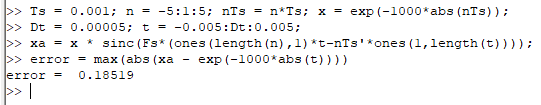 >> Ts = 0.001; n = -5:1:5; nTs = n*Ts; x = exp(-1000*abs(nTs));
>> Dt = 0.00005; t = -0.005:Dt:0.005;
>> xa = x * sinc(Fs*(ones(length(n),1)*t-nTs'*ones(1,length(t))));
>> error = max(abs(xa - exp(-1000*abs(t))))
error = 0.18519
>>